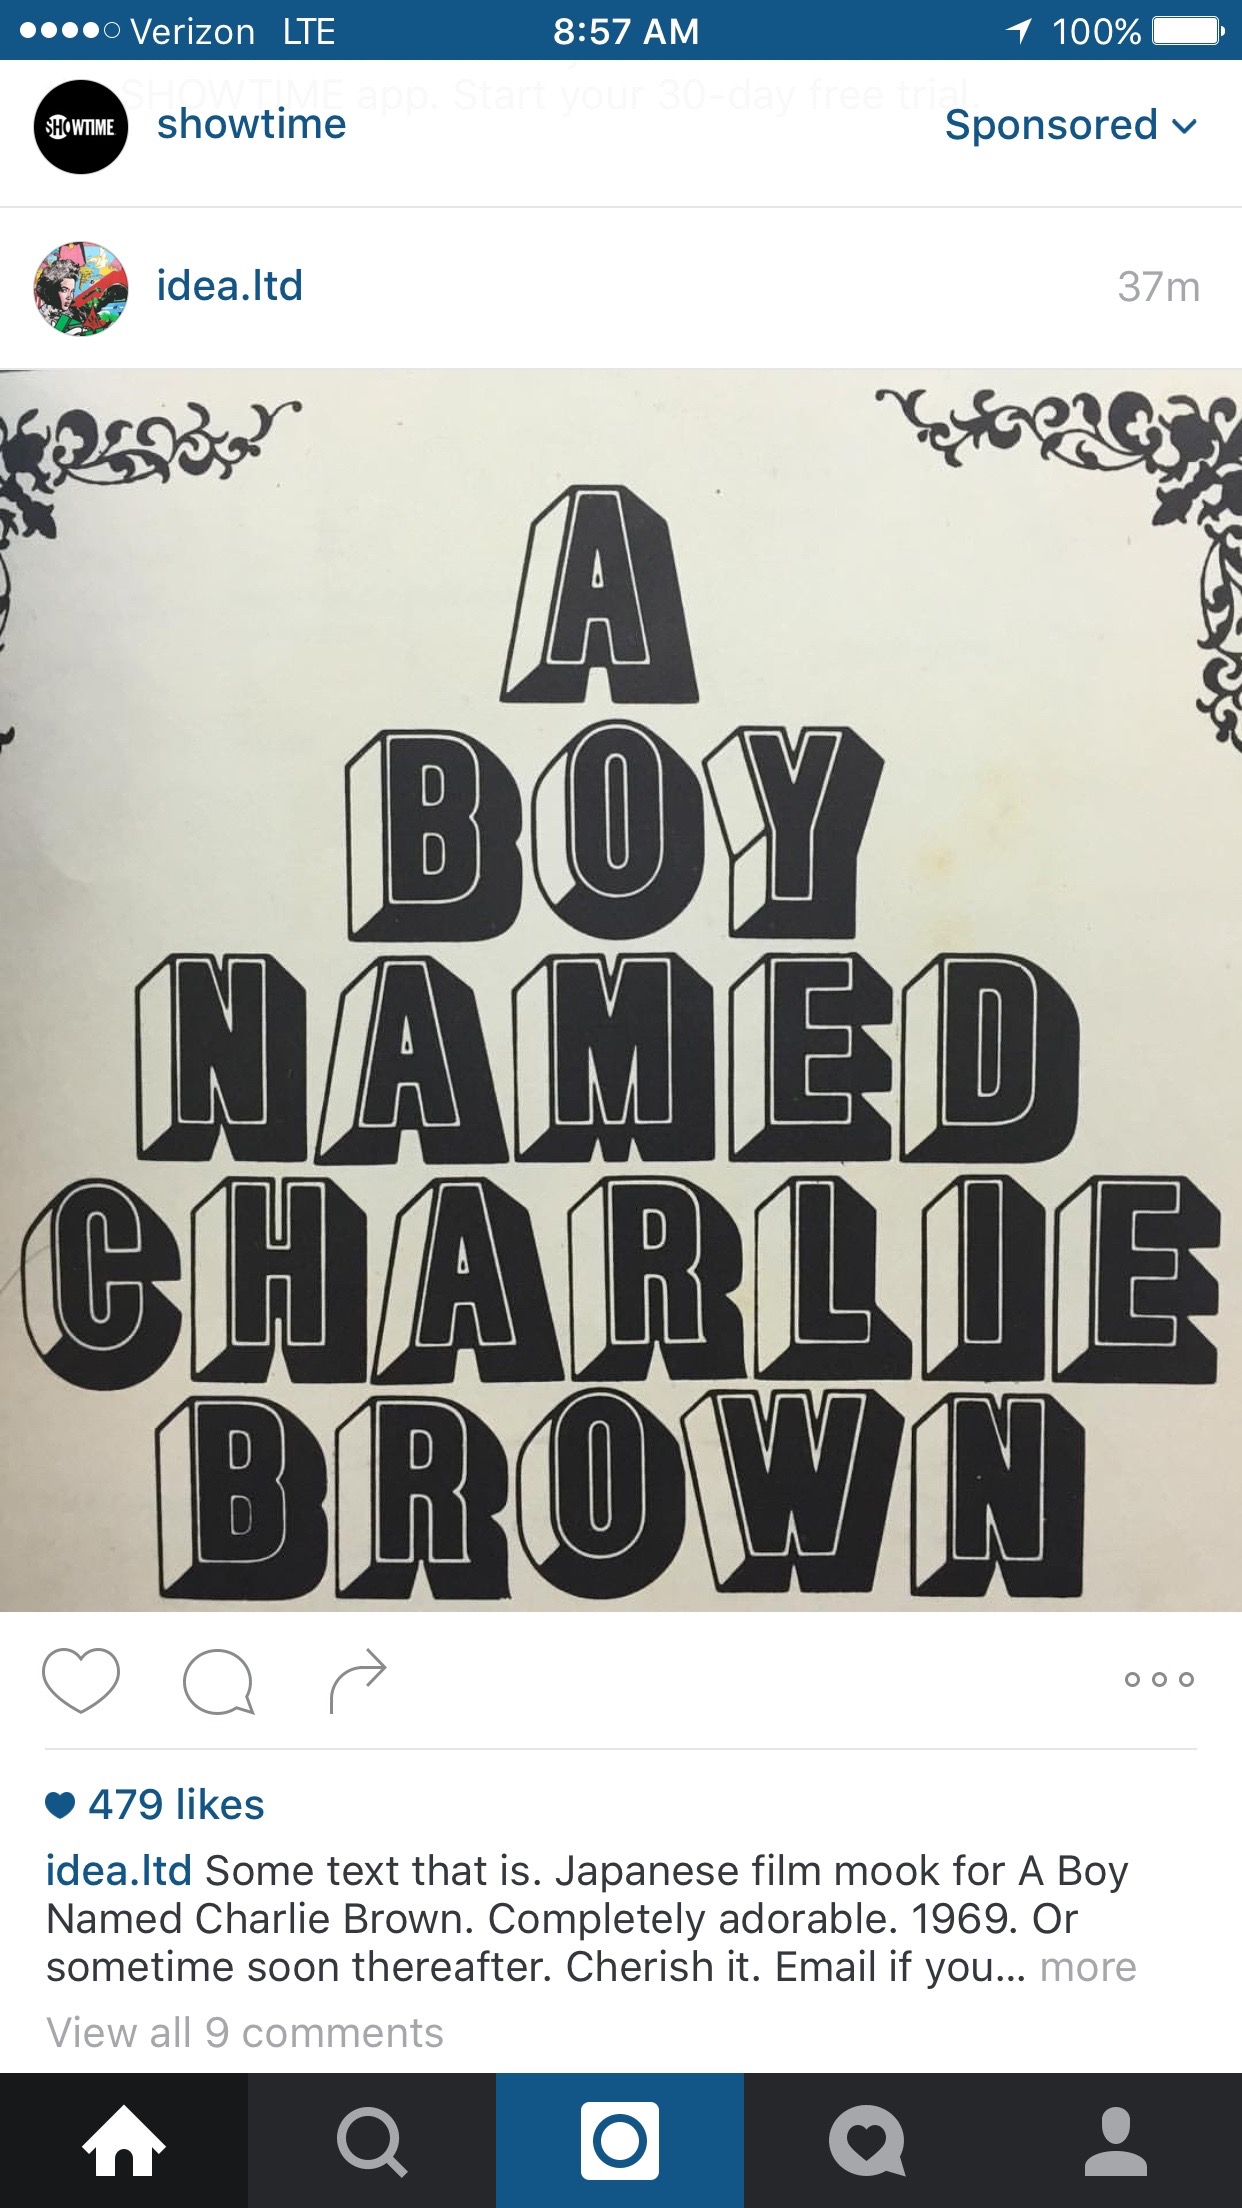 Verizon LTE 8:57 AM 100%
SHOWTIME app. Start your 30-day free trial.
SHOWTIME showtime Sponsored
idea.ltd 37m
A
BOY
NAMED
CHARLIE
BROWN
479 likes
idea.ltd Some text that is. Japanese film mook for A Boy
Named Charlie Brown. Completely adorable. 1969. Or
sometime soon thereafter. Cherish it. Email if you... more
View all 9 comments